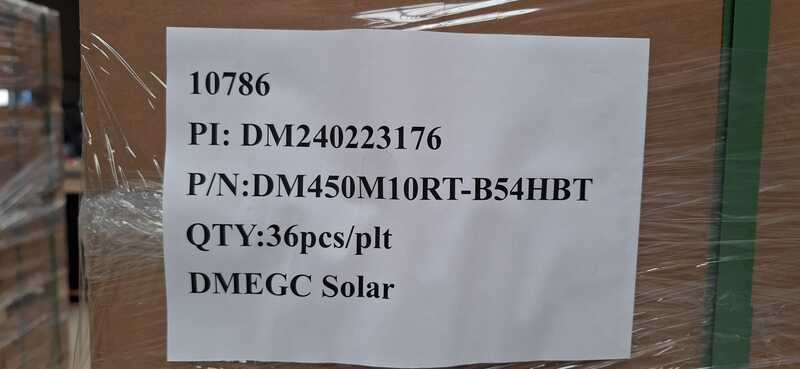 10786
PI: DM240223176
P/N:DM450M10RT-B54HBT
QTY:36pcs/plt
DMEGC Solar